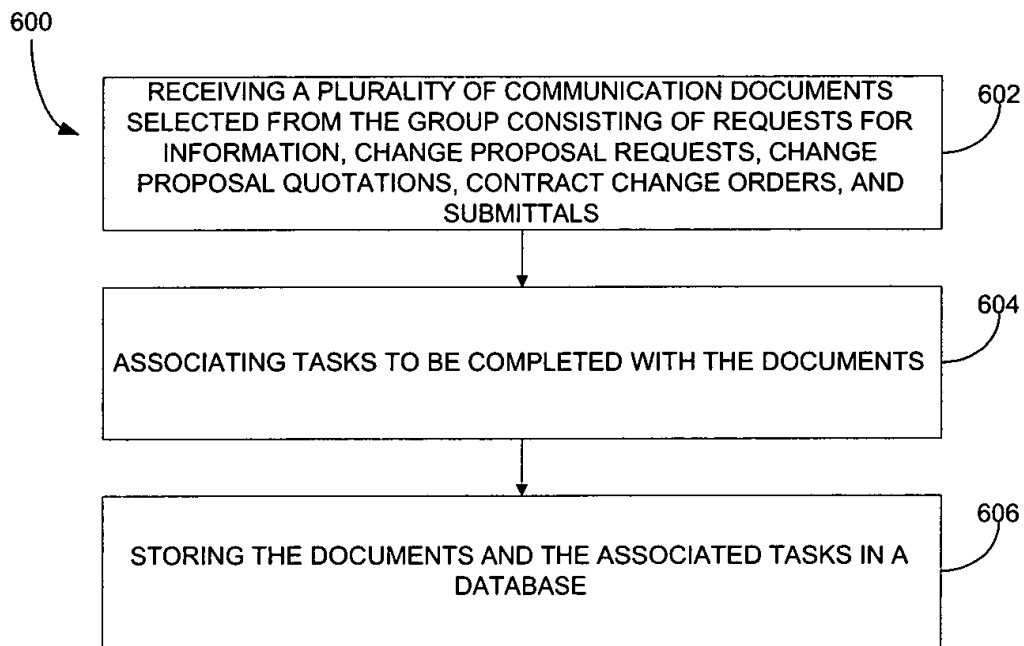 600
RECEIVING A PLURALITY OF COMMUNICATION DOCUMENTS
SELECTED FROM THE GROUP CONSISTING OF REQUESTS FOR
INFORMATION, CHANGE PROPOSAL REQUESTS, CHANGE
PROPOSAL QUOTATIONS, CONTRACT CHANGE ORDERS, AND
SUBMITTALS
602
ASSOCIATING TASKS TO BE COMPLETED WITH THE DOCUMENTS
604
STORING THE DOCUMENTS AND THE ASSOCIATED TASKS IN A
DATABASE
606